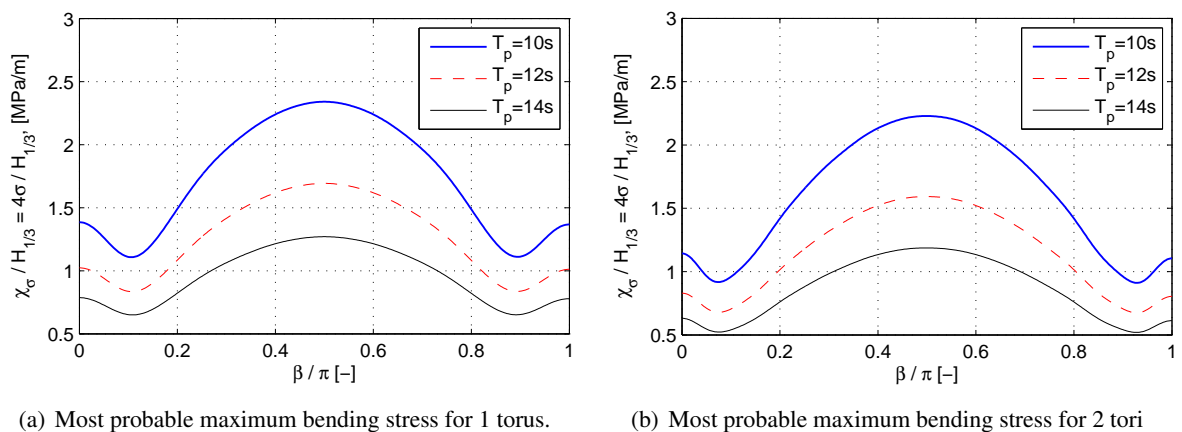 3
2.5
2
1.5
1
0.5
0 0.2 0.4 0.6 0.8 1
χσ / H1/3 = 4σ / H1/3, [MPa/m]
β / π [−]
Tp=10s
Tp=12s
Tp=14s
(a) Most probable maximum bending stress for 1 torus.
3
2.5
2
1.5
1
0.5
0 0.2 0.4 0.6 0.8 1
χσ / H1/3 = 4σ / H1/3, [MPa/m]
β / π [−]
Tp=10s
Tp=12s
Tp=14s
(b) Most probable maximum bending stress for 2 tori